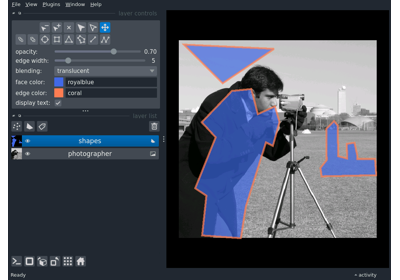 File View Plugins Window Help
layer controls
opacity: 0.70
edge width: 5
blending: translucent
face color: royalblue
edge color: coral
display text:
layer list
shapes
photographer
Ready activity